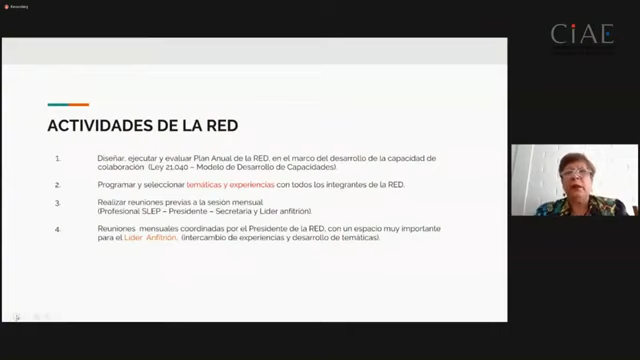 Recording
CIAE
ACTIVIDADES DE LA RED
1. Diseñar, ejecutar y evaluar Plan Anual de la RED, en el marco del desarrollo de la capacidad de
colaboración (Ley 21.040 – Modelo de Desarrollo de Capacidades).
2. Programar y seleccionar temáticas y experiencias con todos los integrantes de la RED.
3. Realizar reuniones previas a la sesión mensual
(Profesional SLEP – Presidente – Secretaria y Líder anfitrión).
4. Reuniones mensuales coordinadas por el Presidente de la RED, con un espacio muy importante
para el Líder Anfitrión, (intercambio de experiencias y desarrollo de temáticas).